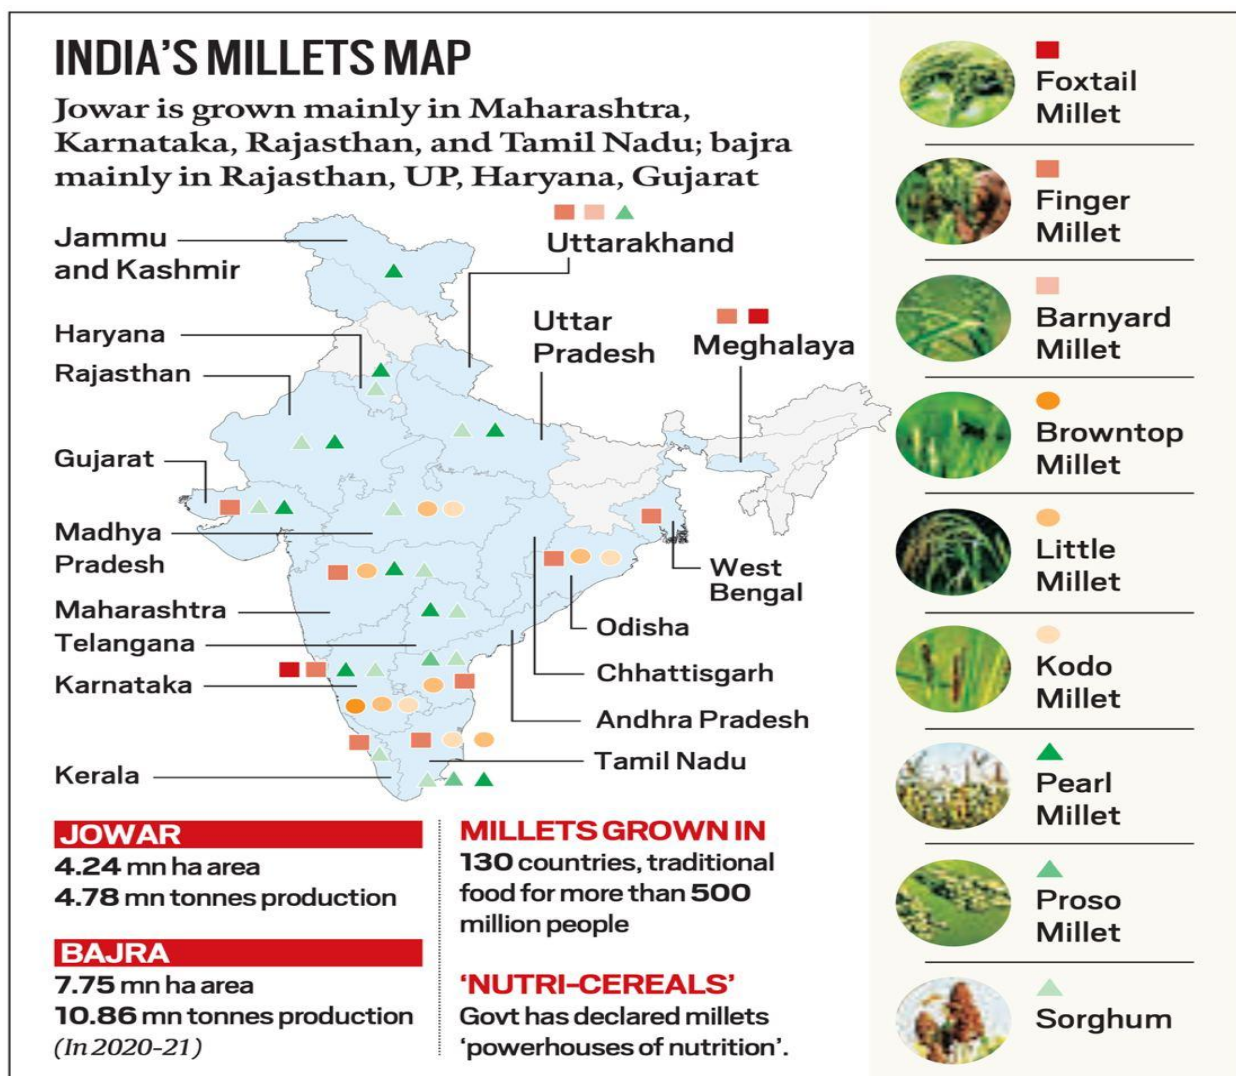 INDIA'S MILLETS MAP
Jowar is grown mainly in Maharashtra,
Karnataka, Rajasthan, and Tamil Nadu; bajra
mainly in Rajasthan, UP, Haryana, Gujarat
Jammu
and Kashmir
Haryana
Rajasthan
Gujarat
Madhya
Pradesh
Maharashtra
Telangana
Karnataka
Kerala
Uttarakhand
Uttar
Pradesh
Meghalaya
West
Bengal
Odisha
Chhattisgarh
Andhra Pradesh
Tamil Nadu
JOWAR
4.24 mn ha area
4.78 mn tonnes production
BAJRA
7.75 mn ha area
10.86 mn tonnes production
(In 2020-21)
MILLETS GROWN IN
130 countries, traditional
food for more than 500
million people
'NUTRI-CEREALS'
Govt has declared millets
'powerhouses of nutrition'.
Foxtail
Millet
Finger
Millet
Barnyard
Millet
Browntop
Millet
Little
Millet
Kodo
Millet
Pearl
Millet
Proso
Millet
Sorghum